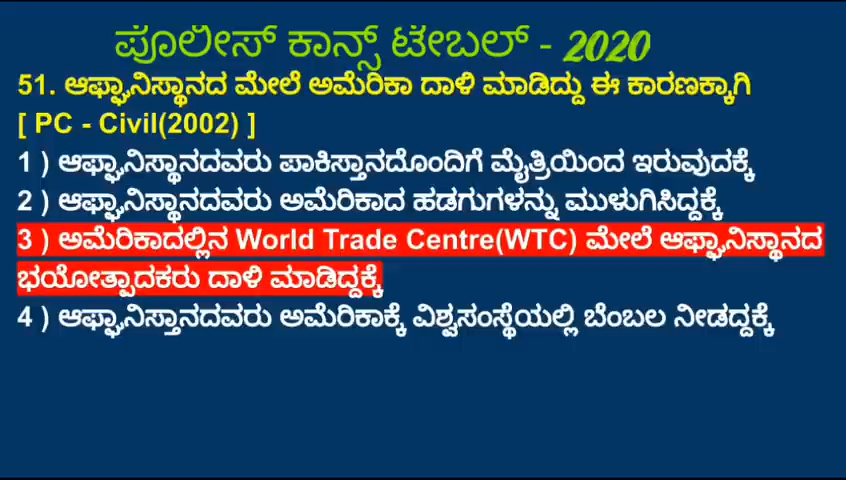 ಪೊಲೀಸ್ ಕಾನ್ಸ್ ಟೇಬಲ್ - 2020
51. ಆಫ್ಘಾನಿಸ್ಥಾನದ ಮೇಲೆ ಅಮೆರಿಕಾ ದಾಳಿ ಮಾಡಿದ್ದು ಈ ಕಾರಣಕ್ಕಾಗಿ
[ PC - Civil(2002) ]
1 ) ಆಫ್ಘಾನಿಸ್ಥಾನದವರು ಪಾಕಿಸ್ತಾನದೊಂದಿಗೆ ಮೈತ್ರಿಯಿಂದ ಇರುವುದಕ್ಕೆ
2 ) ಆಫ್ಘಾನಿಸ್ಥಾನದವರು ಅಮೆರಿಕಾದ ಹಡಗುಗಳನ್ನು ಮುಳುಗಿಸಿದ್ದಕ್ಕೆ
3 ) ಅಮೆರಿಕಾದಲ್ಲಿನ World Trade Centre(WTC) ಮೇಲೆ ಆಫ್ಘಾನಿಸ್ಥಾನದ
ಭಯೋತ್ಪಾದಕರು ದಾಳಿ ಮಾಡಿದ್ದಕ್ಕೆ
4 ) ಆಫ್ಘಾನಿಸ್ತಾನದವರು ಅಮೆರಿಕಾಕ್ಕೆ ವಿಶ್ವಸಂಸ್ಥೆಯಲ್ಲಿ ಬೆಂಬಲ ನೀಡದ್ದಕ್ಕೆ